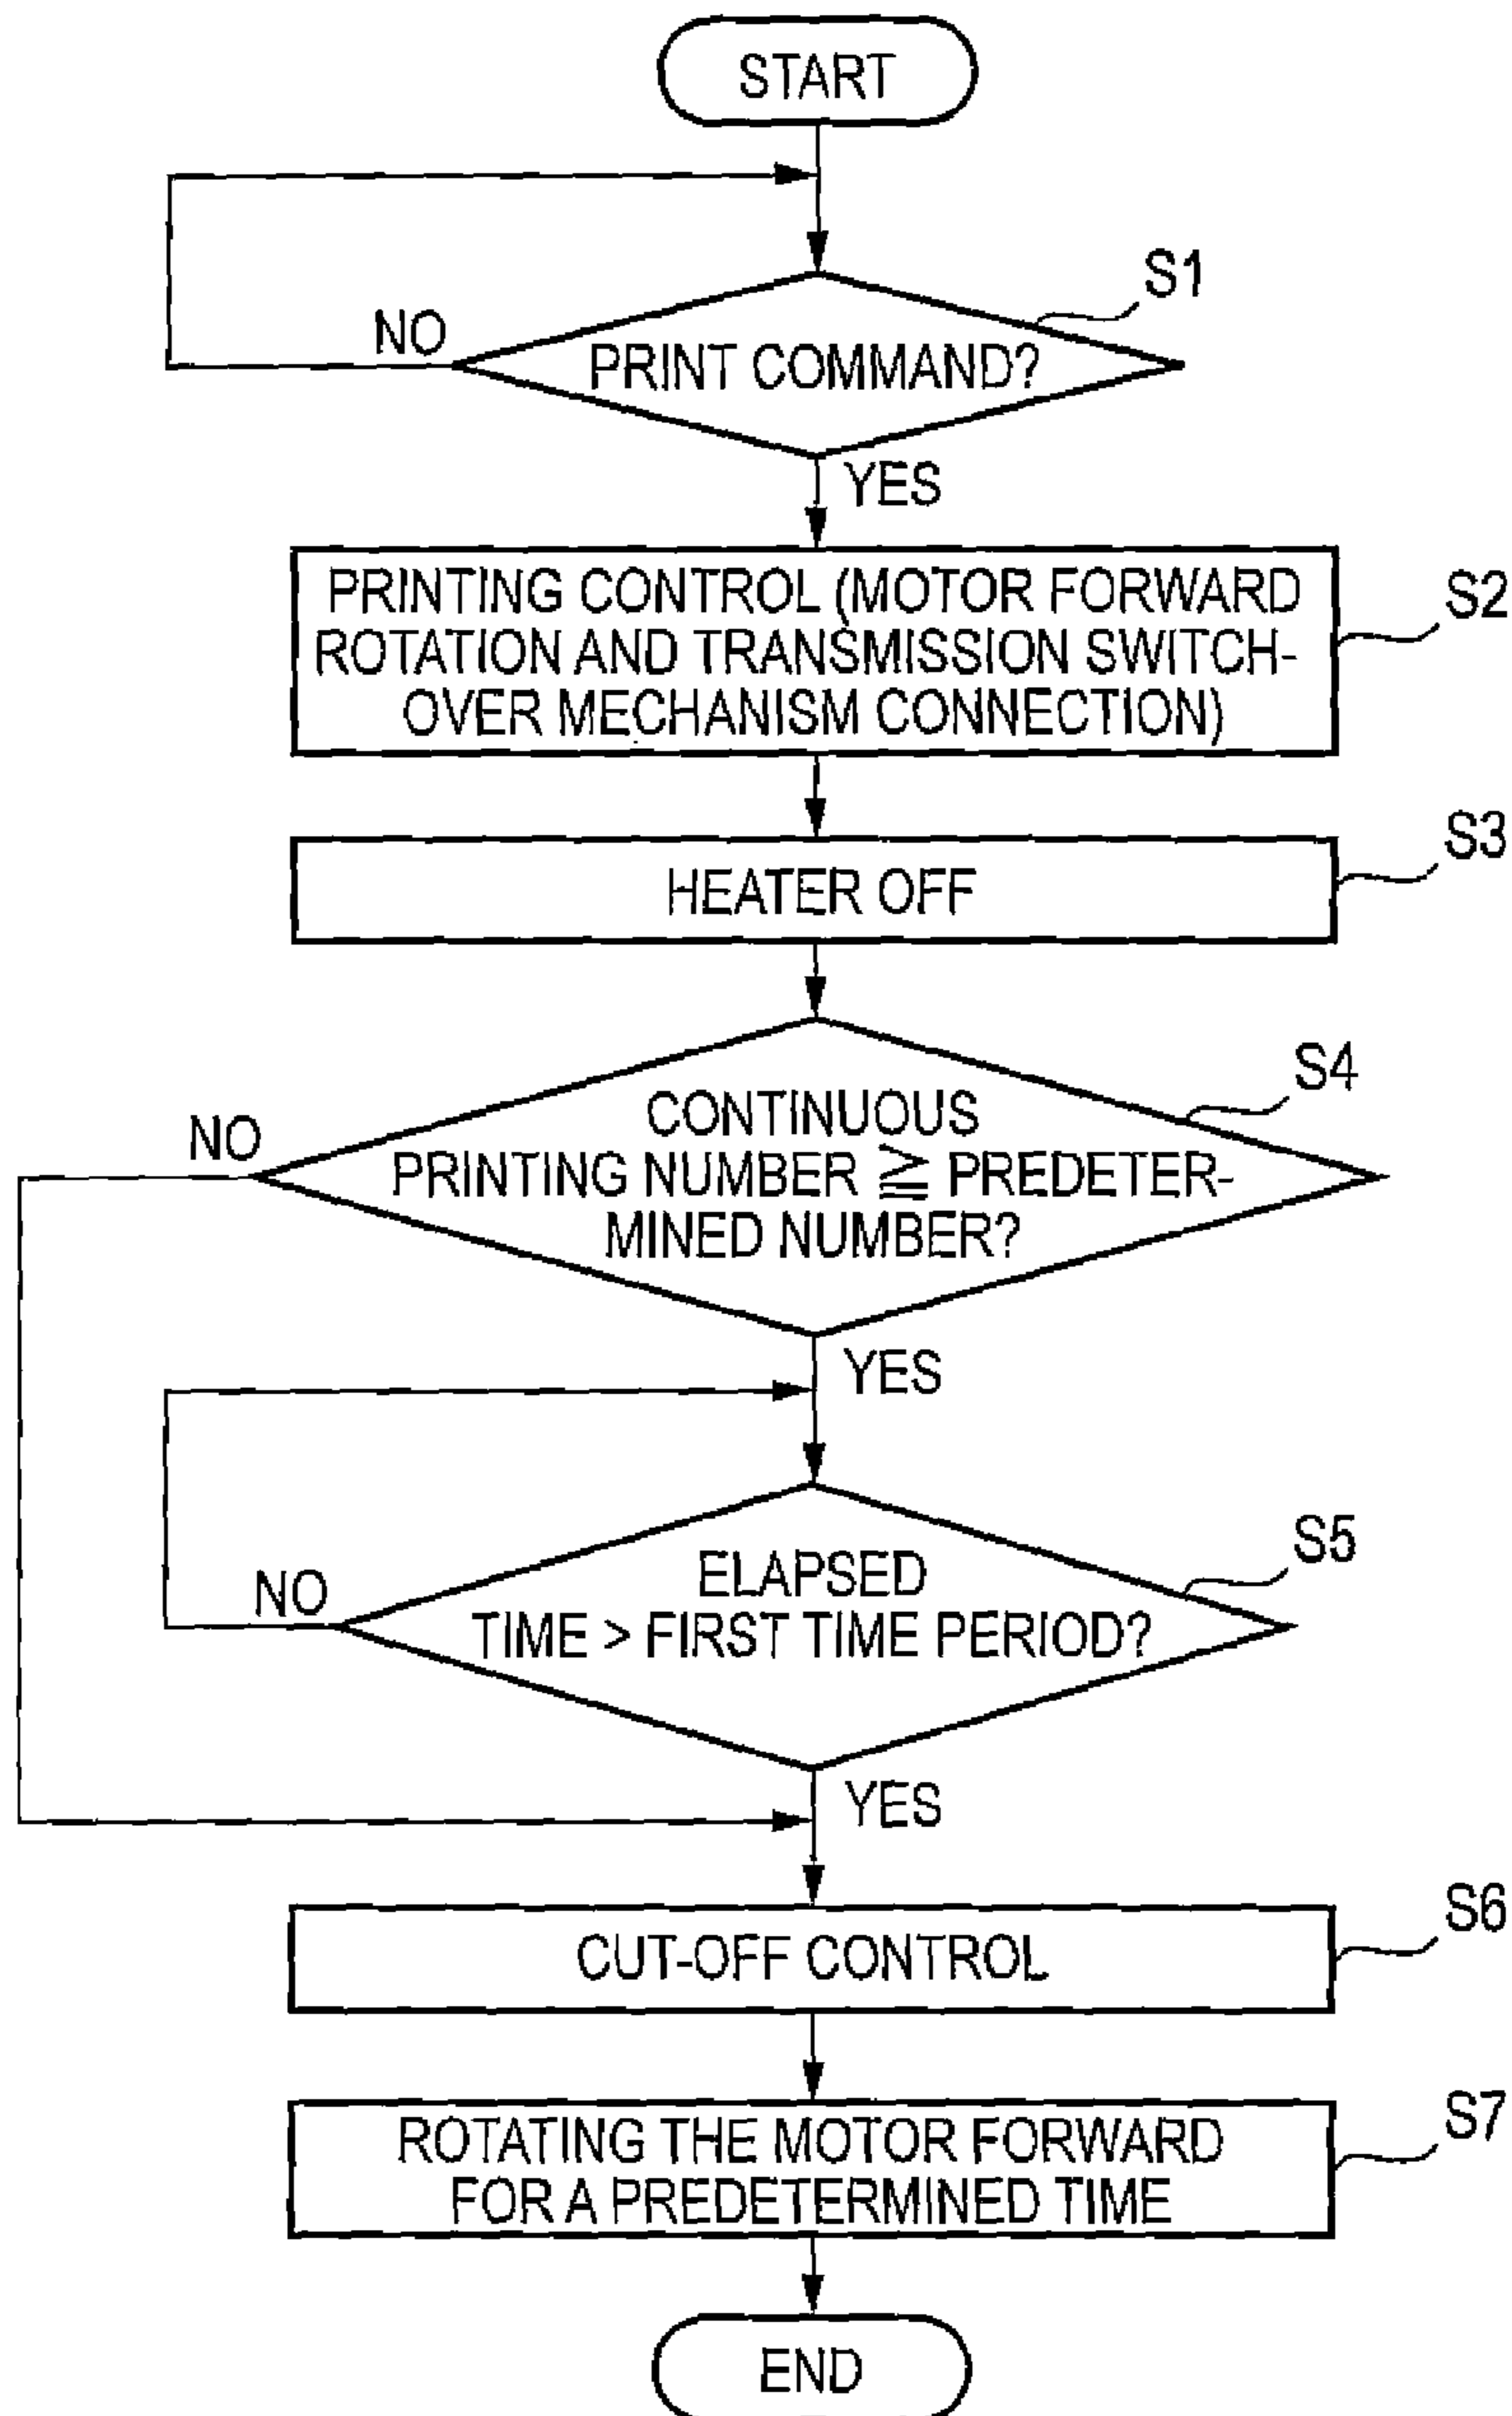 START
S1
NO
PRINT COMMAND?
YES
PRINTING CONTROL (MOTOR FORWARD
ROTATION AND TRANSMISSION SWITCH-
OVER MECHANISM CONNECTION)
S2
S3
HEATER OFF
S4
NO
CONTINUOUS
PRINTING NUMBER ≧ PREDETER-
MINED NUMBER?
YES
S5
NO
ELAPSED
TIME > FIRST TIME PERIOD?
YES
S6
CUT-OFF CONTROL
S7
ROTATING THE MOTOR FORWARD
FOR A PREDETERMINED TIME
END